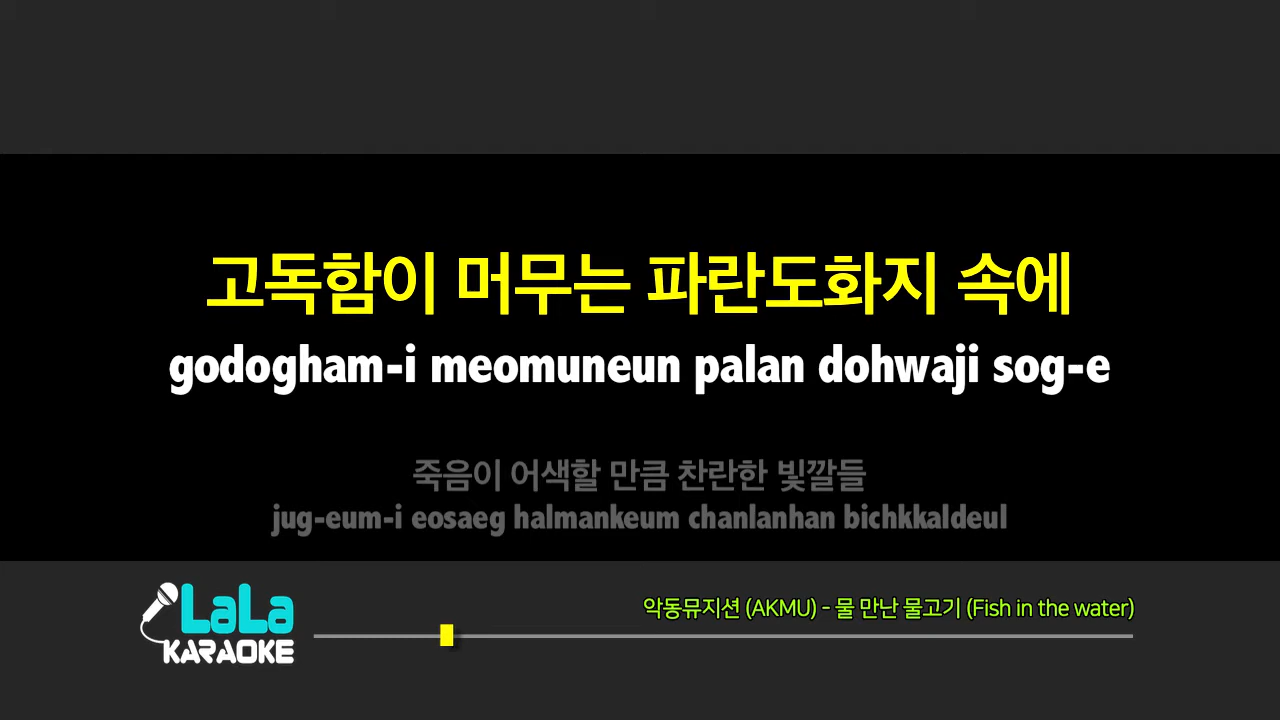 고독함이 머무는 파란도화지 속에
godogham-i meomuneun palan dohwaji sog-e
죽음이 어색할 만큼 찬란한 빛깔들
jug-eum-i eosaeg halmankeum chanlanhan bichkkaldeul
LaLa
KARAOKE
악동뮤지션 (AKMU) - 물 만난 물고기 (Fish in the water)